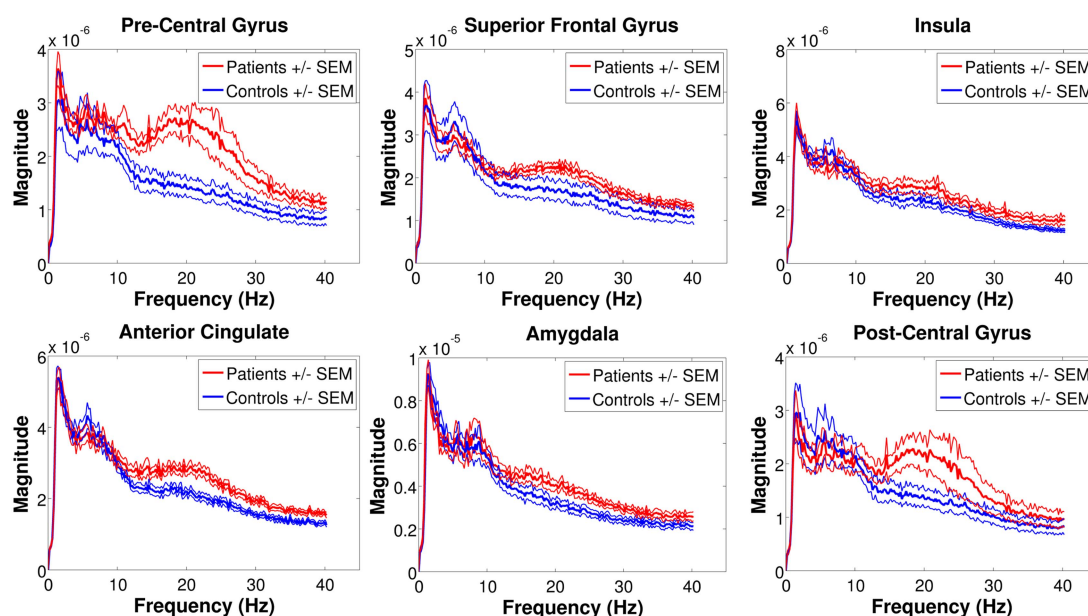 Pre-Central Gyrus
x 10⁻⁶
4
3
2
1
0
Magnitude
Patients +/- SEM
Controls +/- SEM
0 10 20 30 40
Frequency (Hz)
Superior Frontal Gyrus
x 10⁻⁶
5
4
3
2
1
0
Magnitude
Patients +/- SEM
Controls +/- SEM
0 10 20 30 40
Frequency (Hz)
Insula
x 10⁻⁶
8
6
4
2
0
Magnitude
Patients +/- SEM
Controls +/- SEM
0 10 20 30 40
Frequency (Hz)
Anterior Cingulate
x 10⁻⁶
6
4
2
0
Magnitude
Patients +/- SEM
Controls +/- SEM
0 10 20 30 40
Frequency (Hz)
Amygdala
x 10⁻⁵
1
0.8
0.6
0.4
0.2
Magnitude
Patients +/- SEM
Controls +/- SEM
0 10 20 30 40
Frequency (Hz)
Post-Central Gyrus
x 10⁻⁶
4
3
2
1
0
Magnitude
Patients +/- SEM
Controls +/- SEM
0 10 20 30 40
Frequency (Hz)